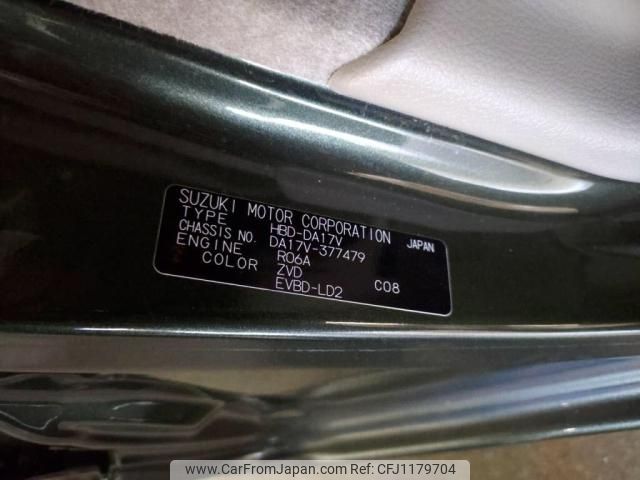 SUZUKI MOTOR CORPORATION JAPAN
TYPE HBD-DA17V
CHASSIS NO. DA17V-377479
ENGINE R06A
COLOR ZVD
EVBD-LD2 C08
www.CarFromJapan.com - Ref No. CFJ1179704